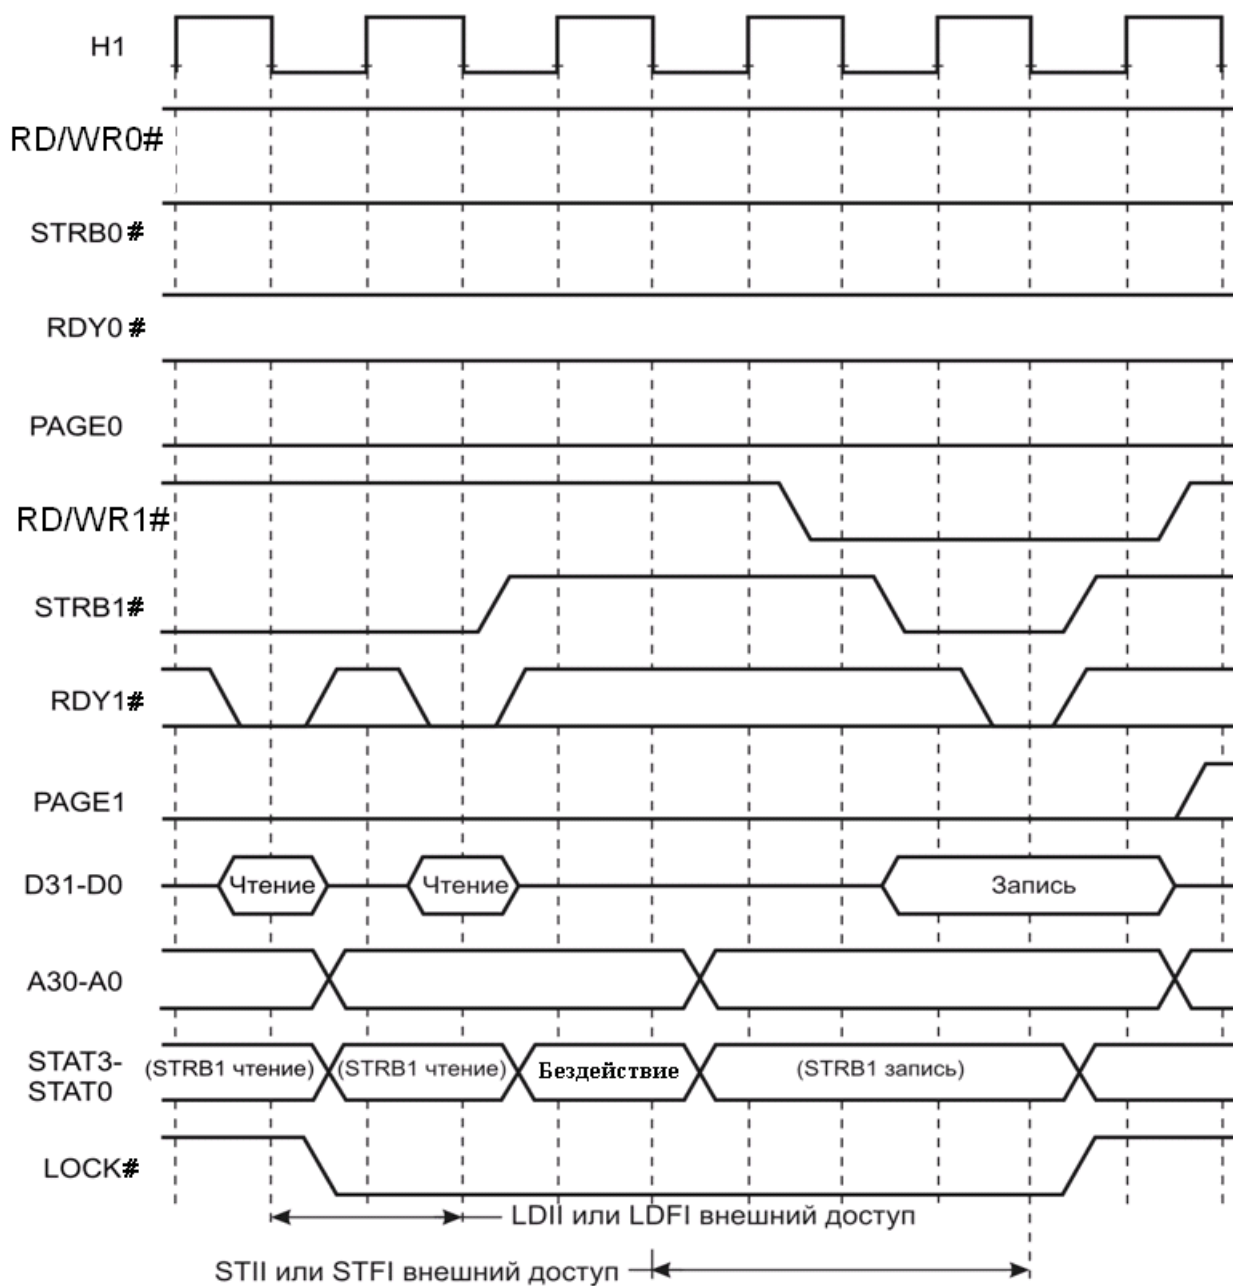 H1
RD/WR0#
STRB0#
RDY0#
PAGE0
RD/WR1#
STRB1#
RDY1#
PAGE1
D31-D0
Чтение
Чтение
Запись
A30-A0
STAT3-
STAT0
(STRB1 чтение)
(STRB1 чтение)
Бездействие
(STRB1 запись)
LOCK#
LDII или LDFI внешний доступ
STII или STFI внешний доступ